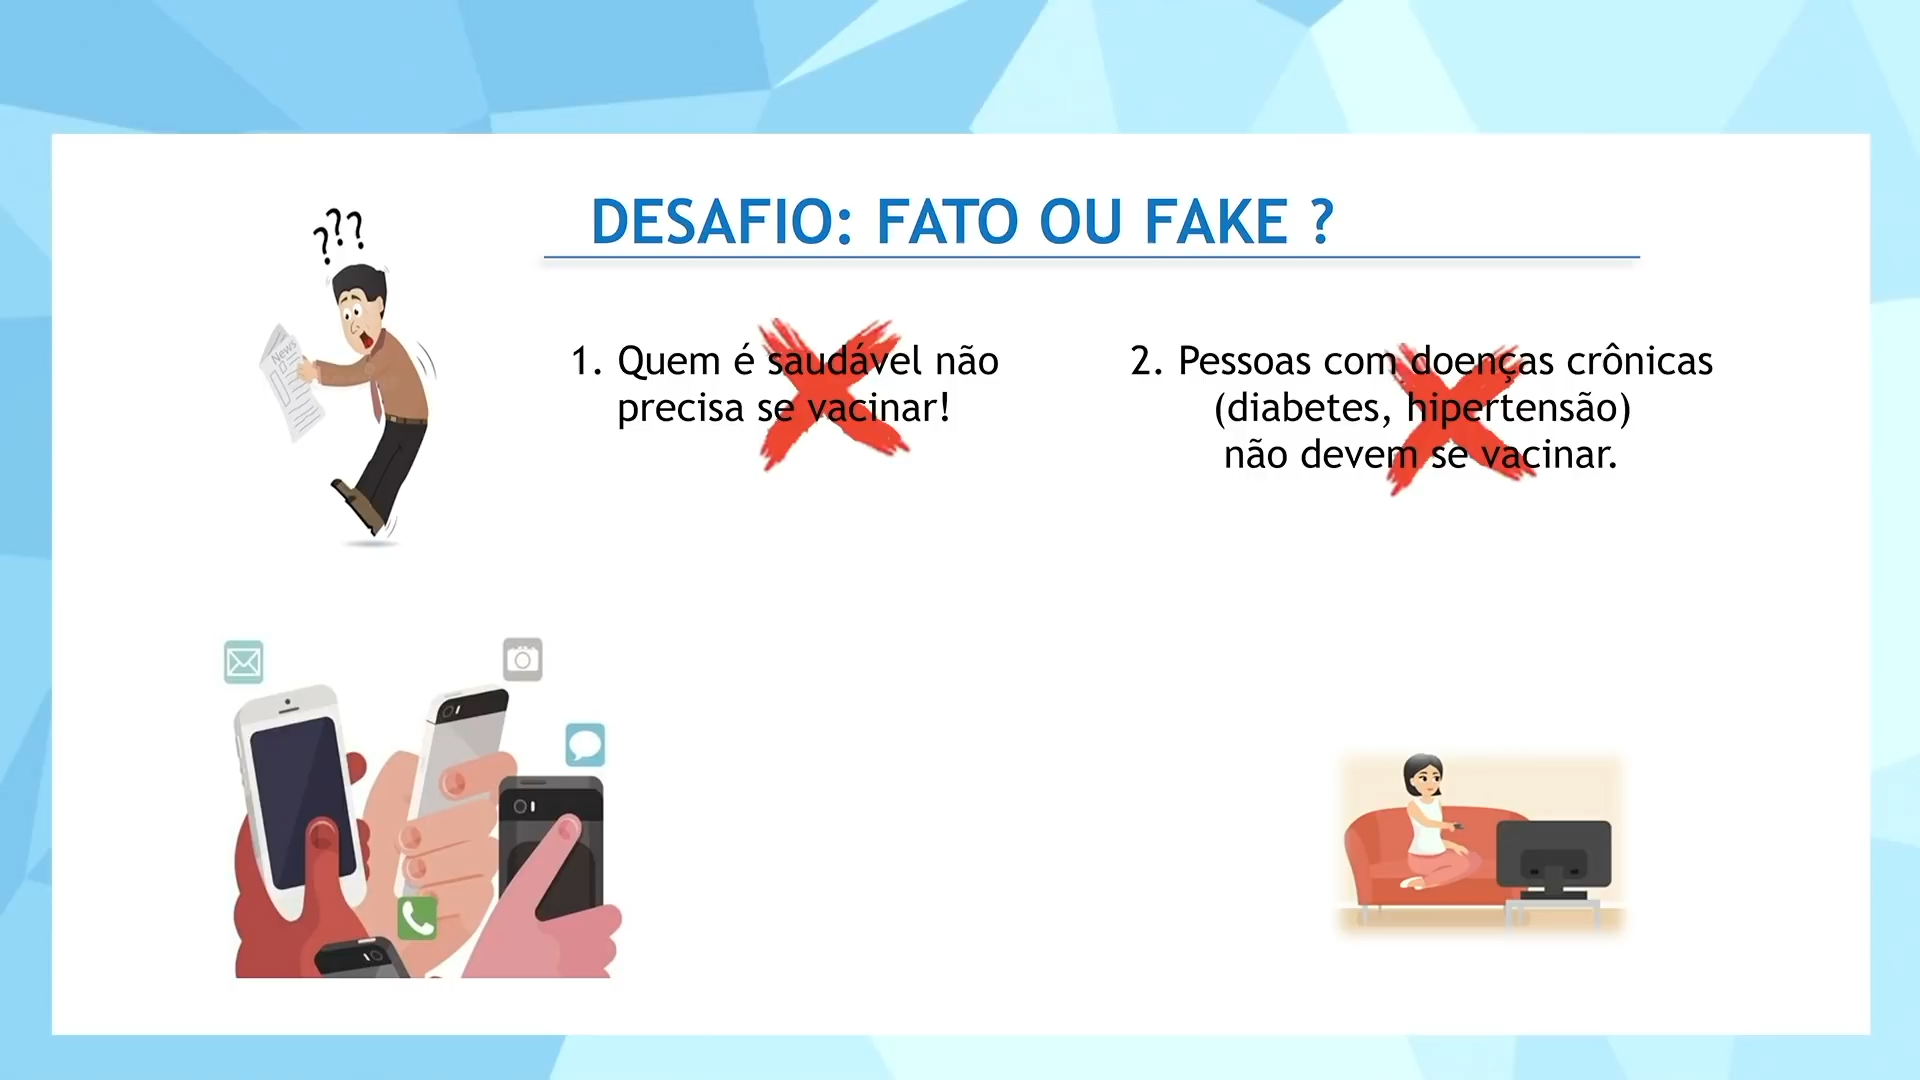 DESAFIO: FATO OU FAKE ?
???
News
1. Quem é saudável não
precisa se vacinar!
2. Pessoas com doenças crônicas
(diabetes, hipertensão)
não devem se vacinar.